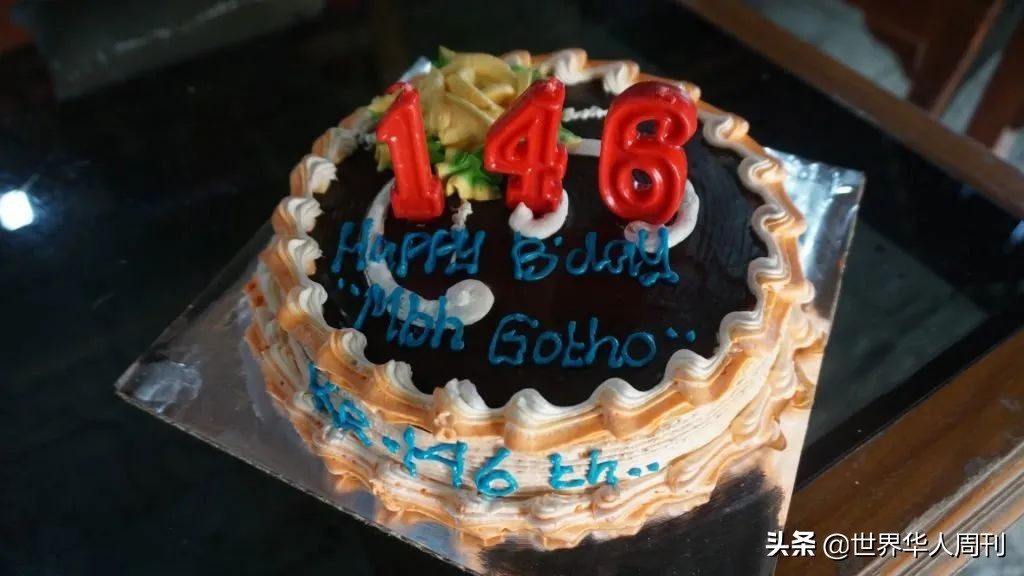 146
Happy B'day
"Mbh Gotho"
Ke-146 th..
头条 @世界华人周刊